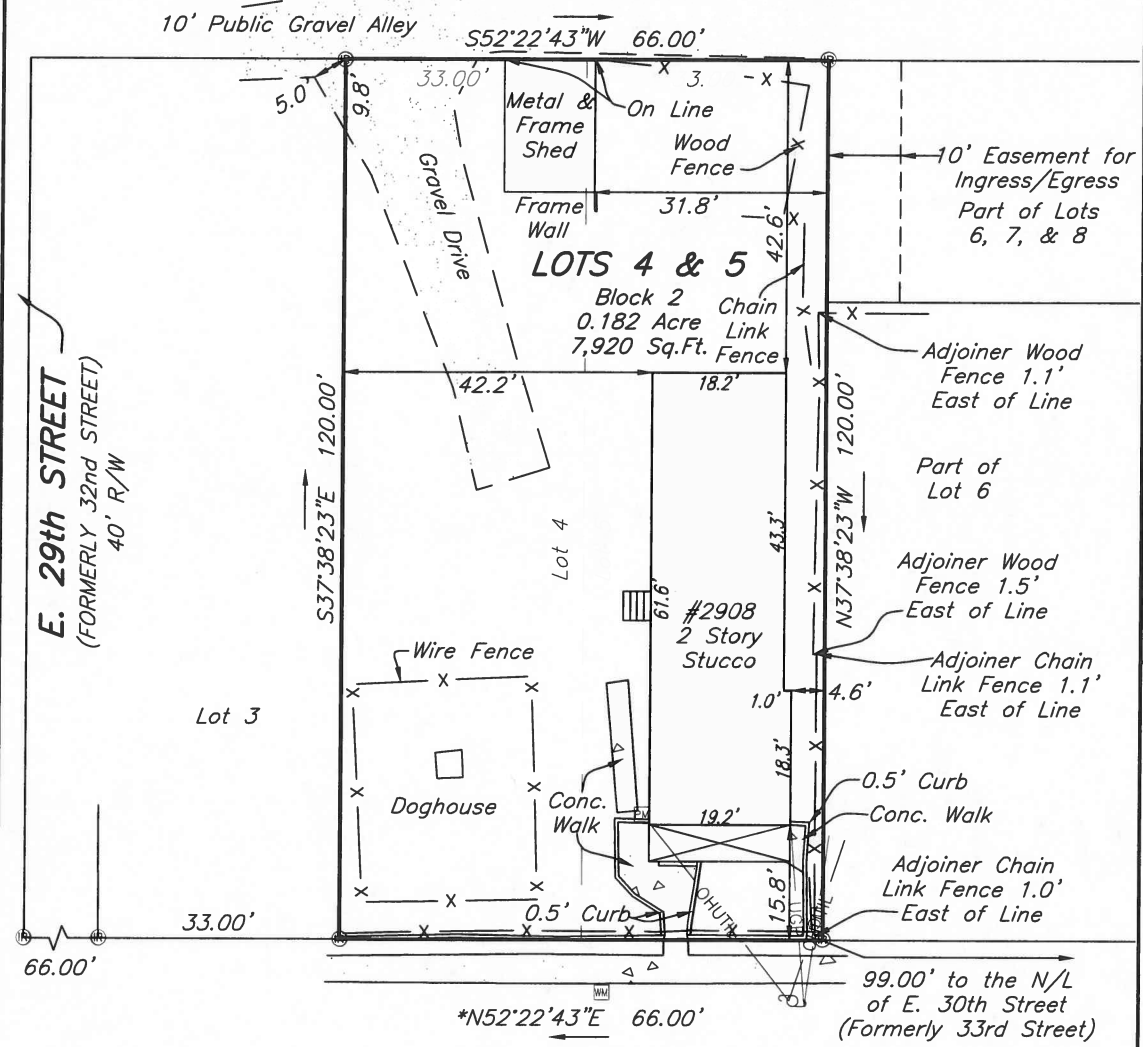 10' Public Gravel Alley
S52°22'43"W 66.00'
5.0'
9.8'
33.00'
3.
Metal &
Frame
Shed
On Line
Wood
Fence
10' Easement for
Ingress/Egress
Part of Lots
6, 7, & 8
Gravel Drive
Frame
Wall
31.8'
42.6'
LOTS 4 & 5
Block 2
0.182 Acre
7,920 Sq.Ft.
Chain
Link
Fence
Adjoiner Wood
Fence 1.1'
East of Line
42.2'
18.2'
E. 29th STREET
(FORMERLY 32nd STREET)
40' R/W
S37°38'23"E 120.00'
N37°38'23"W 120.00'
Part of
Lot 6
Lot 4
43.3'
61.6'
#2908
2 Story
Stucco
Adjoiner Wood
Fence 1.5'
East of Line
Adjoiner Chain
Link Fence 1.1'
East of Line
Wire Fence
1.0'
4.6'
Lot 3
18.3'
Doghouse
Conc.
Walk
PM
19.2'
0.5' Curb
Conc. Walk
Adjoiner Chain
Link Fence 1.0'
East of Line
15.8'
OHUTIL
0.5' Curb
33.00'
66.00'
WM
*N52°22'43"E 66.00'
99.00' to the N/L
of E. 30th Street
(Formerly 33rd Street)